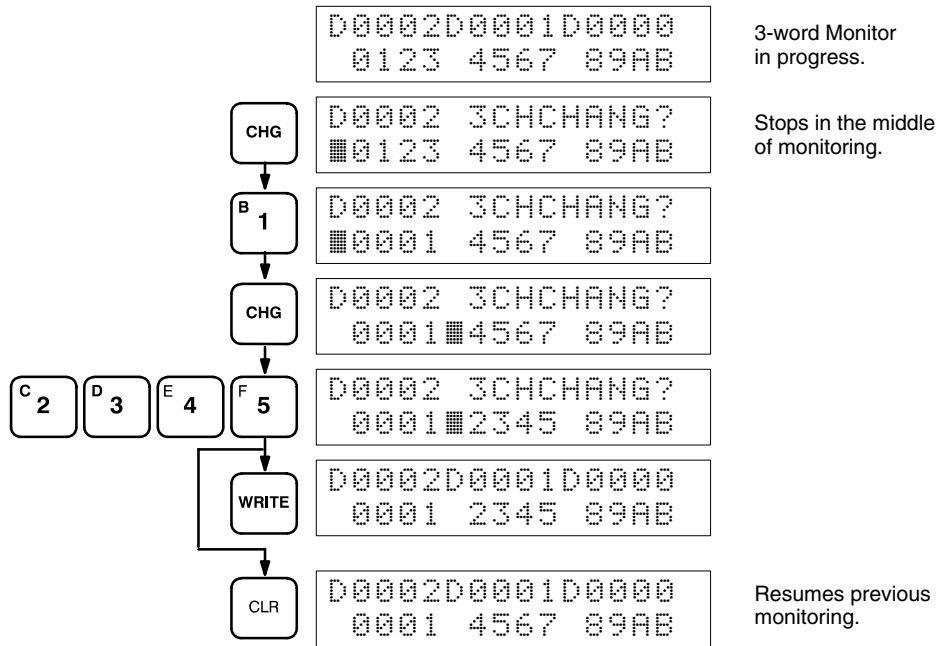 D0002D0001D0000
0123 4567 89AB
3-word Monitor
in progress.
CHG
D0002 3CHCHANG?
0123 4567 89AB
Stops in the middle
of monitoring.
B 1
D0002 3CHCHANG?
0001 4567 89AB
CHG
D0002 3CHCHANG?
0001 4567 89AB
C 2 D 3 E 4 F 5
D0002 3CHCHANG?
0001 2345 89AB
WRITE
D0002D0001D0000
0001 2345 89AB
CLR
D0002D0001D0000
0001 4567 89AB
Resumes previous
monitoring.